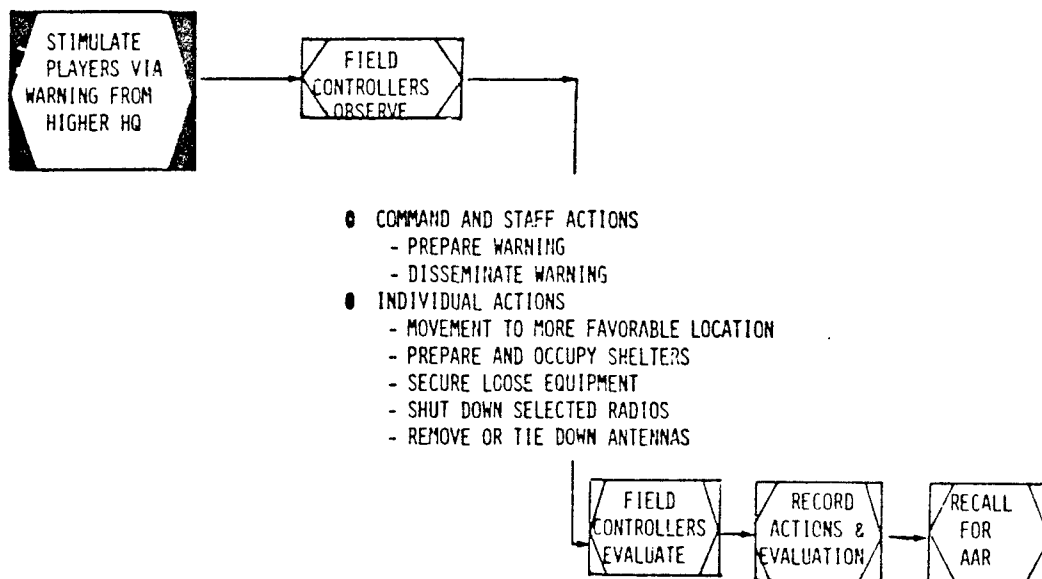 STIMULATE
PLAYERS VIA
WARNING FROM
HIGHER HQ
FIELD
CONTROLLERS
OBSERVE
● COMMAND AND STAFF ACTIONS
- PREPARE WARNING
- DISSEMINATE WARNING
● INDIVIDUAL ACTIONS
- MOVEMENT TO MORE FAVORABLE LOCATION
- PREPARE AND OCCUPY SHELTERS
- SECURE LOOSE EQUIPMENT
- SHUT DOWN SELECTED RADIOS
- REMOVE OR TIE DOWN ANTENNAS
FIELD
CONTROLLERS
EVALUATE
RECORD
ACTIONS &
EVALUATION
RECALL
FOR
AAR